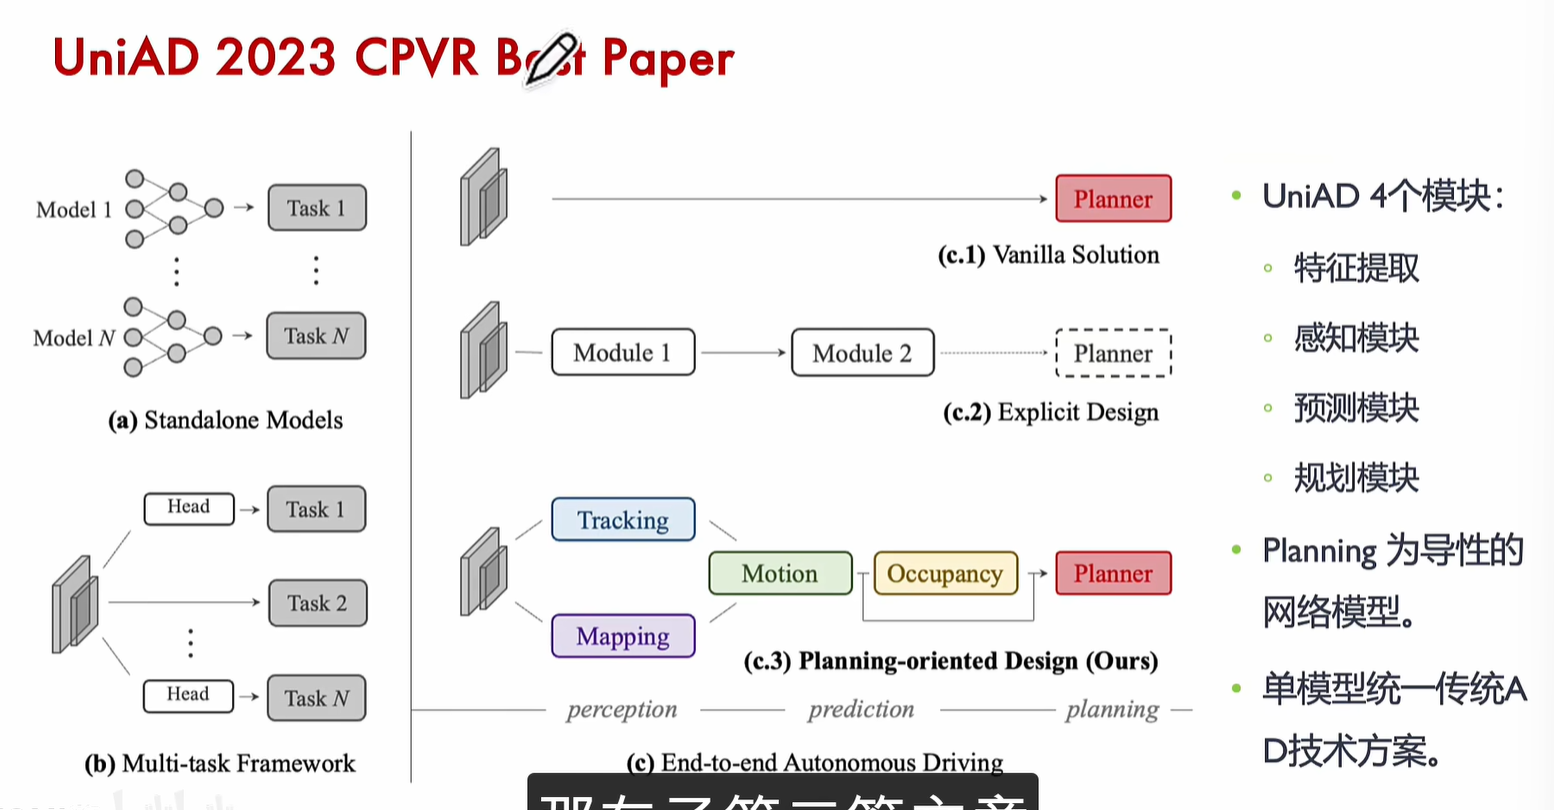 UniAD 2023 CPVR Best Paper
Model 1
Task 1
Model N
Task N
(a) Standalone Models
Head
Task 1
Task 2
Head
Task N
(b) Multi-task Framework
Planner
(c.1) Vanilla Solution
Module 1
Module 2
Planner
(c.2) Explicit Design
Tracking
Motion
Occupancy
Planner
Mapping
(c.3) Planning-oriented Design (Ours)
perception
prediction
planning
(c) End-to-end Autonomous Driving
UniAD 4个模块：
特征提取
感知模块
预测模块
规划模块
Planning 为导性的
网络模型。
单模型统一传统A
D技术方案。